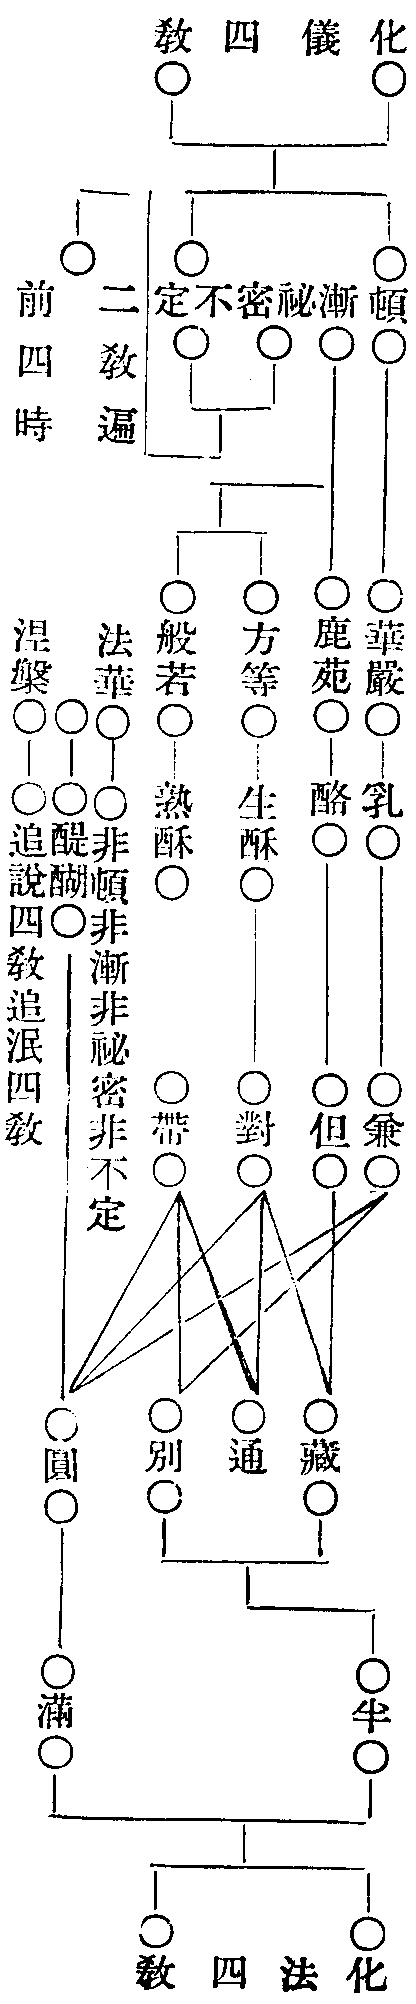 化儀四敎
頓
漸
祕密
不定
二敎遍
前四時
華嚴
鹿苑
方等
般若
法華
涅槃
乳
酪
生酥
熟酥
醍醐
非頓非漸非祕密非不定
追說四敎追泯四敎
兼
但
對
帶
藏
通
別
圓
半
滿
化法四敎